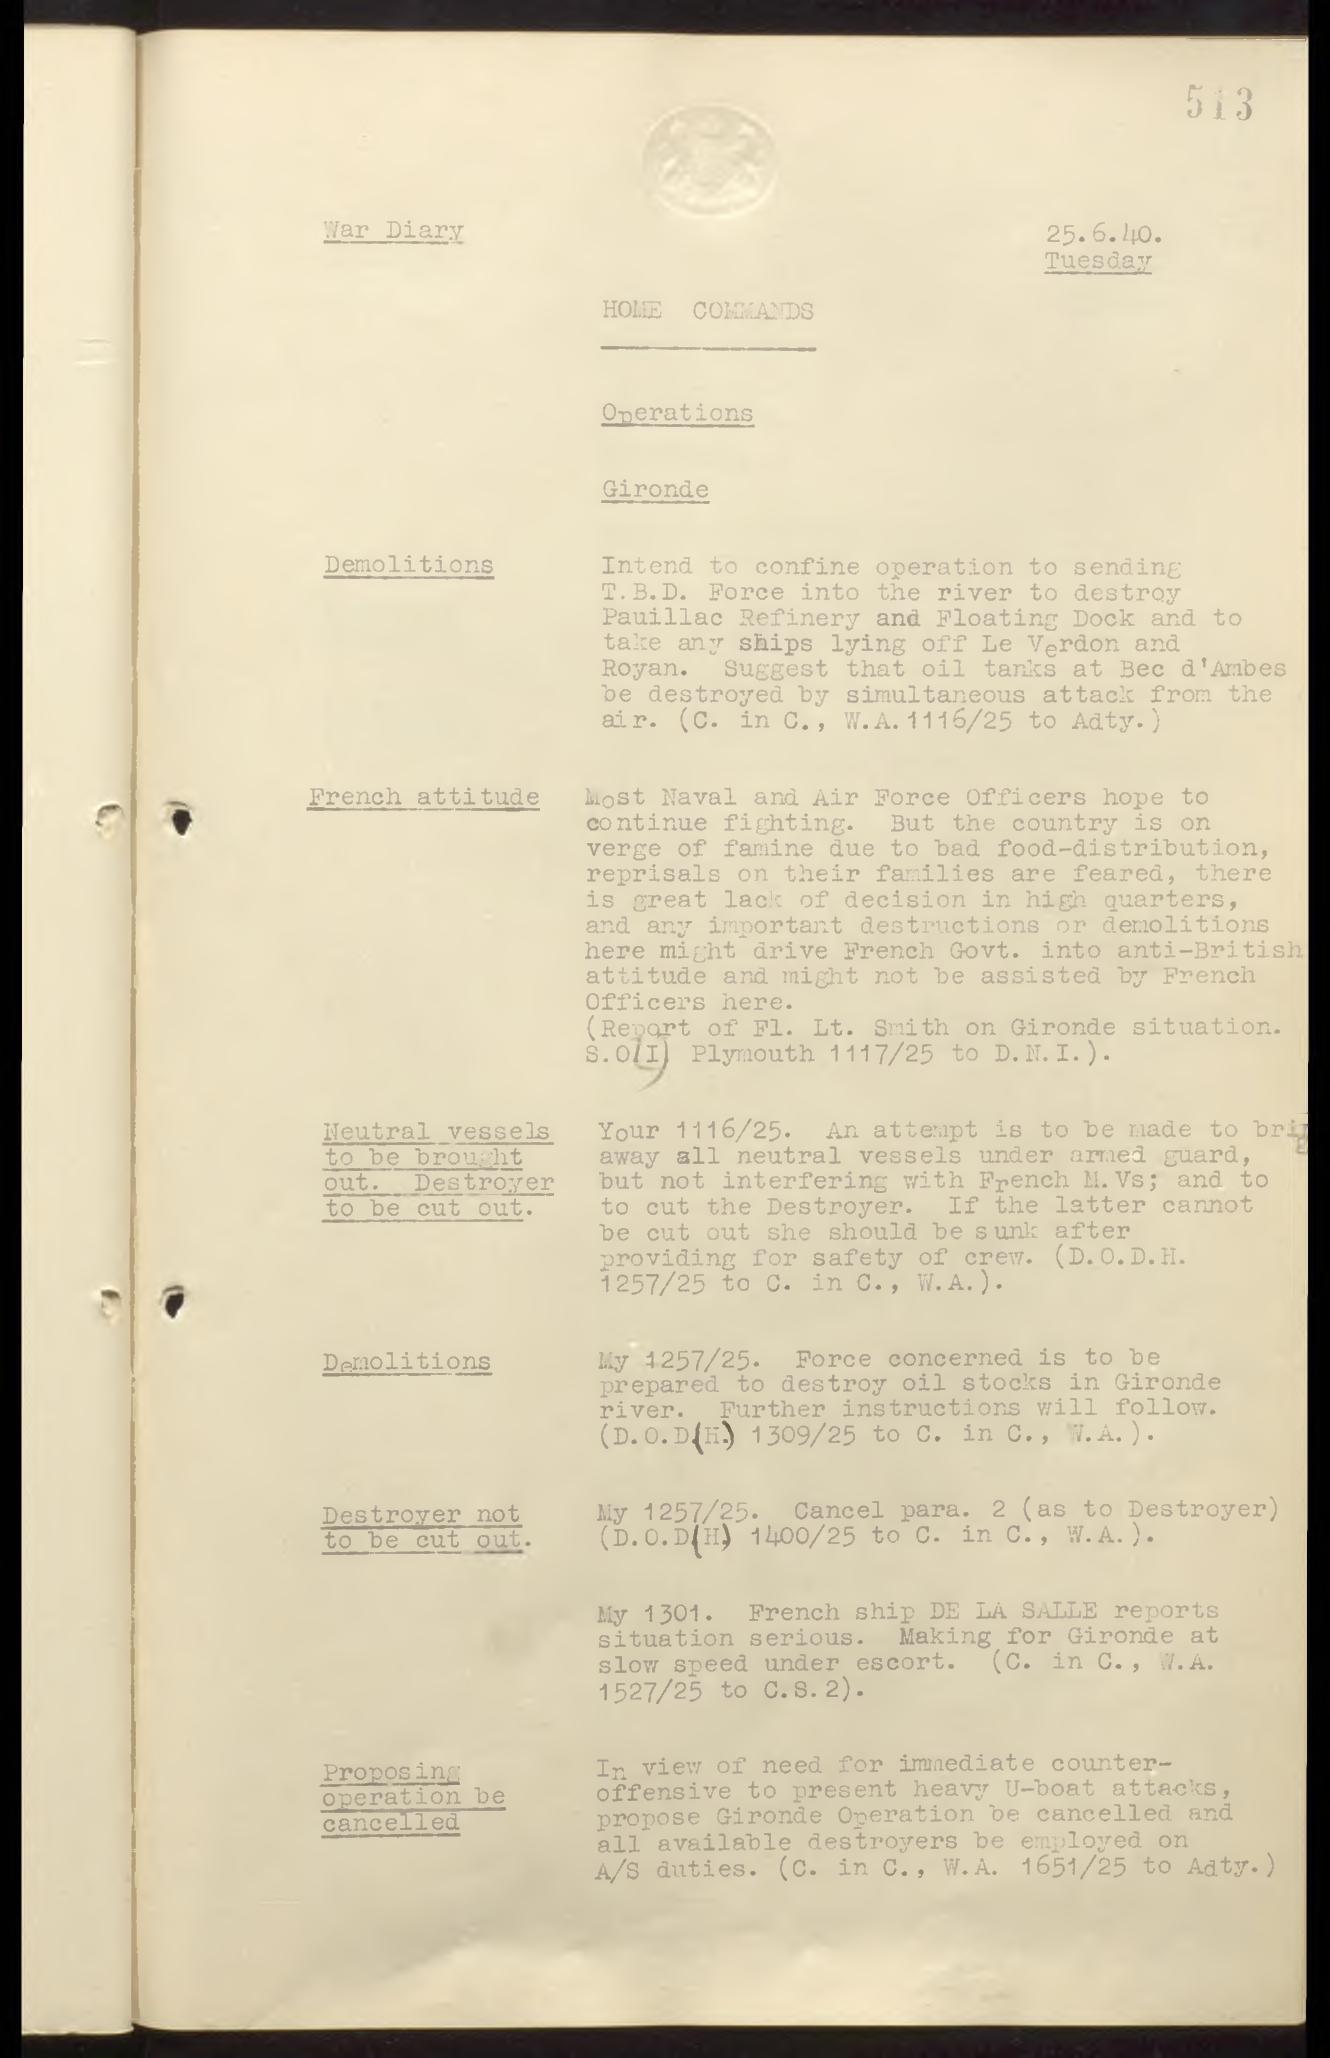 513
War Diary
25.6.40.
Tuesday
HOME COMMANDS
Operations
Gironde
Demolitions
Intend to confine operation to sending
T.B.D. Force into the river to destroy
Pauillac Refinery and Floating Dock and to
take any ships lying off Le Verdon and
Royan. Suggest that oil tanks at Bec d'Ambes
be destroyed by simultaneous attack from the
air. (C. in C., W.A.1116/25 to Adty.)
French attitude
Most Naval and Air Force Officers hope to
continue fighting. But the country is on
verge of famine due to bad food-distribution,
reprisals on their families are feared, there
is great lack of decision in high quarters,
and any important destructions or demolitions
here might drive French Govt. into anti-British
attitude and might not be assisted by French
Officers here.
(Report of Fl. Lt. Smith on Gironde situation.
S.O(I) Plymouth 1117/25 to D.N.I.).
Neutral vessels
to be brought
out. Destroyer
to be cut out.
Your 1116/25. An attempt is to be made to brig
away all neutral vessels under armed guard,
but not interfering with French M.Vs; and to
to cut the Destroyer. If the latter cannot
be cut out she should be sunk after
providing for safety of crew. (D.O.D.H.
1257/25 to C. in C., W.A.).
Demolitions
My 1257/25. Force concerned is to be
prepared to destroy oil stocks in Gironde
river. Further instructions will follow.
(D.O.D(H.) 1309/25 to C. in C., W.A.).
Destroyer not
to be cut out.
My 1257/25. Cancel para. 2 (as to Destroyer)
(D.O.D(H) 1400/25 to C. in C., W.A.).
My 1301. French ship DE LA SALLE reports
situation serious. Making for Gironde at
slow speed under escort. (C. in C., W.A.
1527/25 to C.S.2).
Proposing
operation be
cancelled
In view of need for immediate counter-
offensive to present heavy U-boat attacks,
propose Gironde Operation be cancelled and
all available destroyers be employed on
A/S duties. (C. in C., W.A. 1651/25 to Adty.)